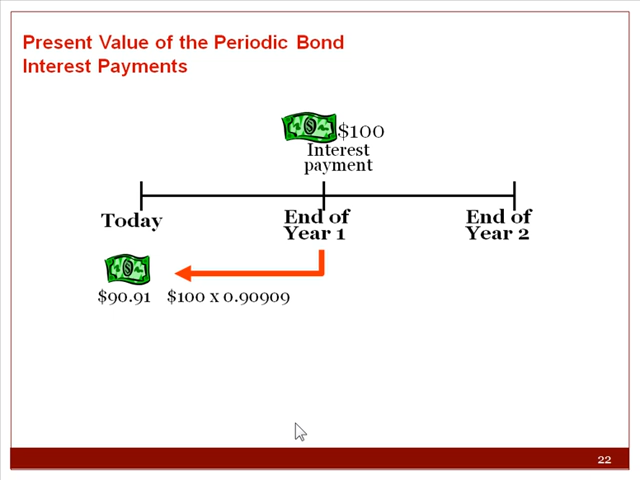 Present Value of the Periodic Bond
Interest Payments
$100
Interest
payment
Today
End of
Year 1
End of
Year 2
$90.91 $100 x 0.90909
22